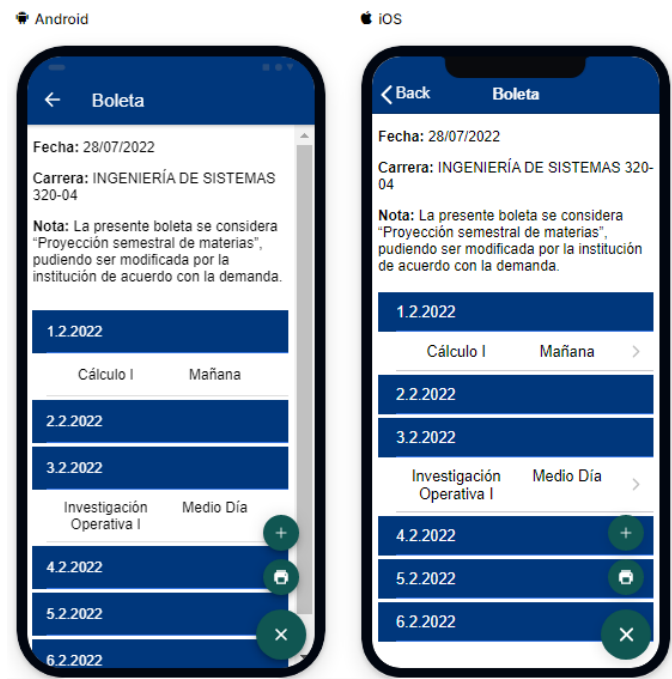 Android
Boleta
Fecha: 28/07/2022
Carrera: INGENIERÍA DE SISTEMAS
320-04
Nota: La presente boleta se considera
“Proyección semestral de materias”,
pudiendo ser modificada por la
institución de acuerdo con la demanda.
1.2.2022
Cálculo I Mañana
2.2.2022
3.2.2022
Investigación Medio Día
Operativa I
4.2.2022
5.2.2022
6.2.2022
iOS
Back Boleta
Fecha: 28/07/2022
Carrera: INGENIERÍA DE SISTEMAS 320-
04
Nota: La presente boleta se considera
“Proyección semestral de materias”,
pudiendo ser modificada por la institución
de acuerdo con la demanda.
1.2.2022
Cálculo I Mañana
2.2.2022
3.2.2022
Investigación Medio Día
Operativa I
4.2.2022
5.2.2022
6.2.2022